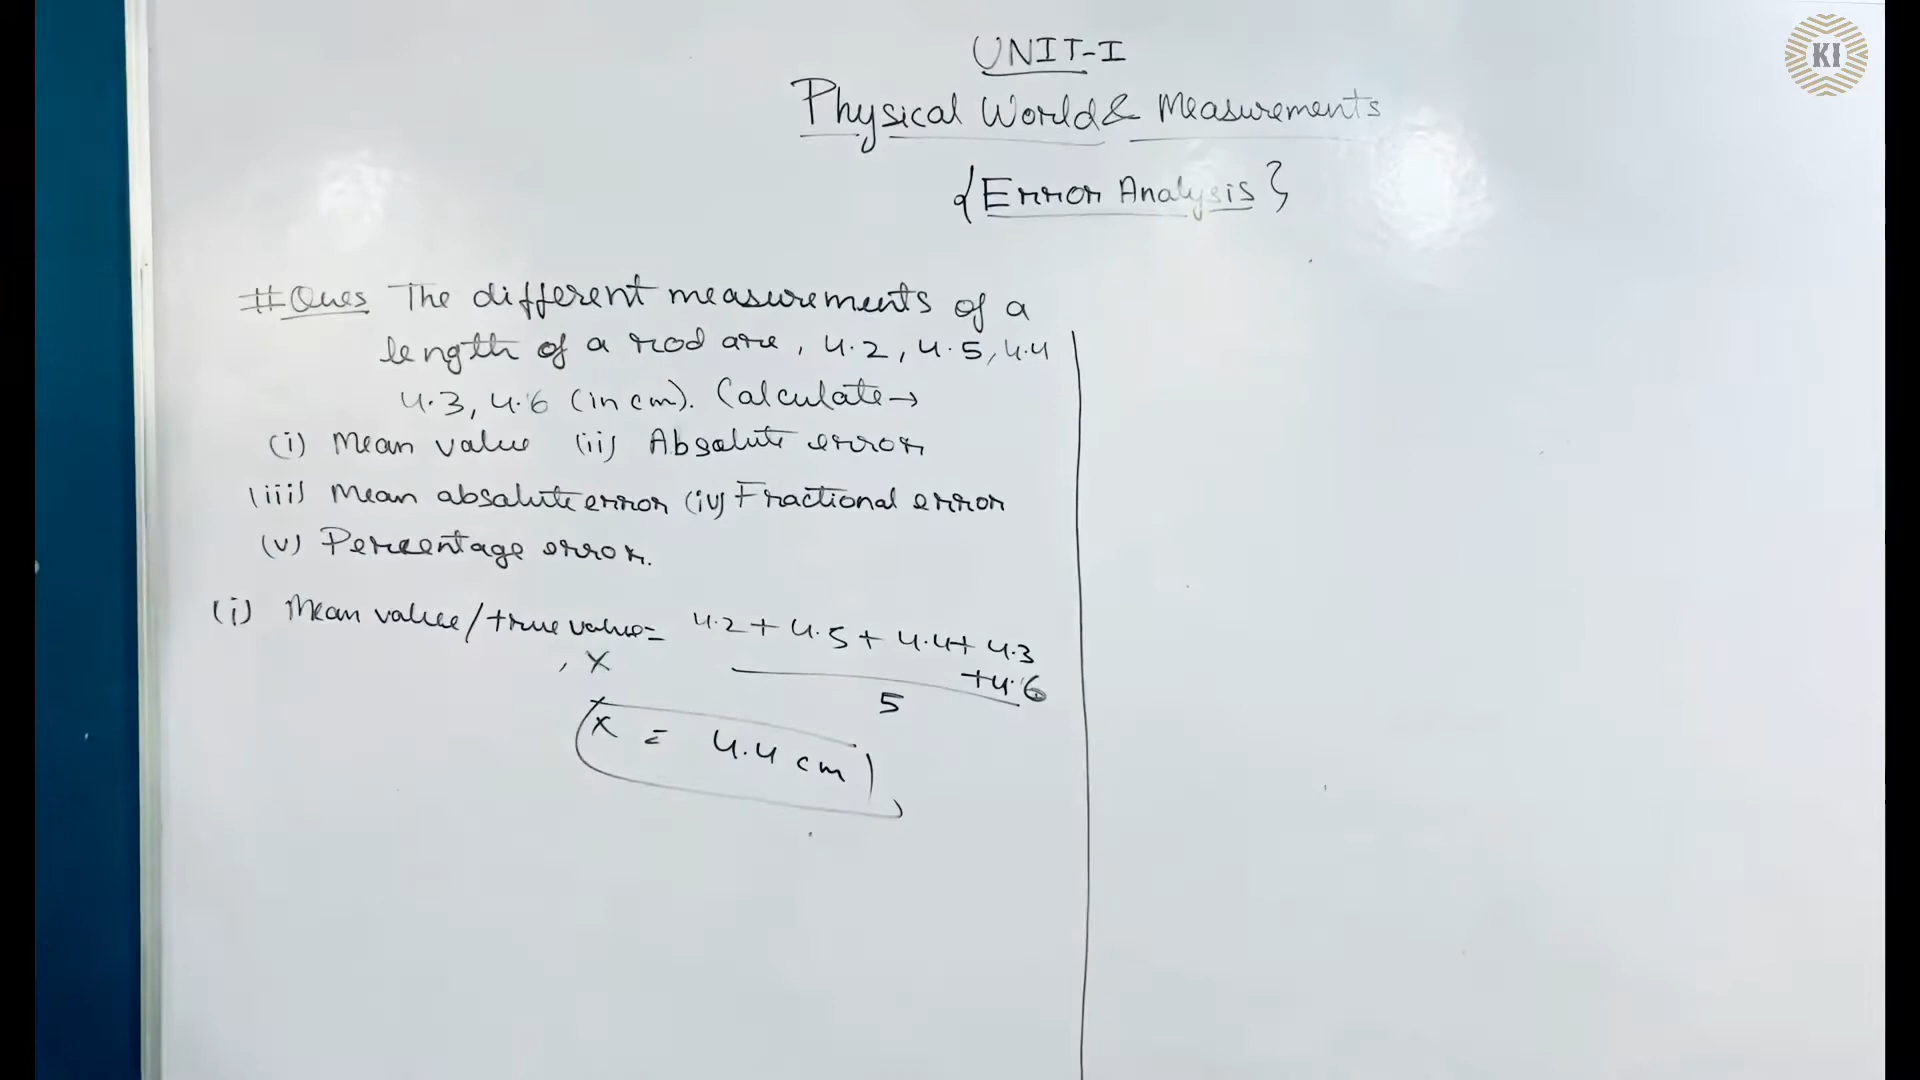 KI
UNIT-I
Physical World & Measurements
{Error Analysis}
#Ques The different measurements of a
length of a rod are, 4.2, 4.5, 4.4
4.3, 4.6 (in cm). Calculate→
(i) Mean value (ii) Absolute error
(iii) Mean absolute error (iv) Fractional error
(v) Percentage error.
(i) Mean value/true value= 4.2 + 4.5 + 4.4+ 4.3
, X +4.6
5
x = 4.4 cm